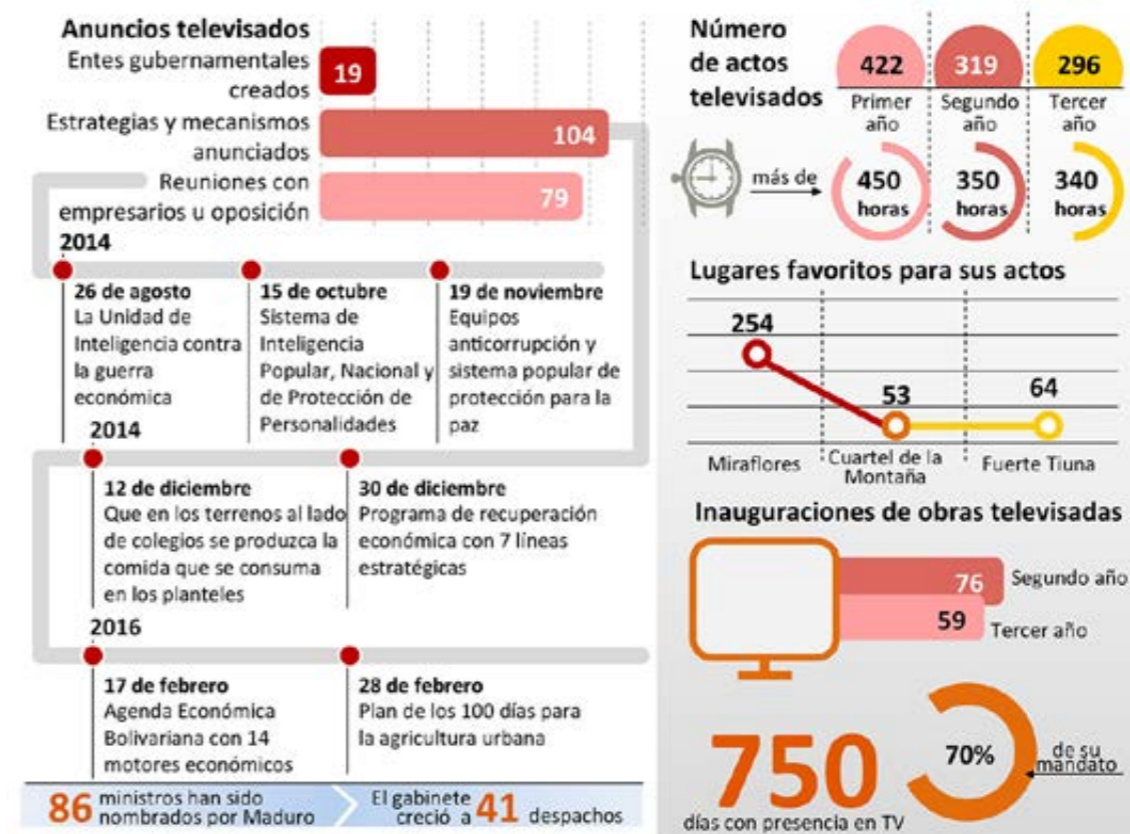 Anuncios televisados
Entes gubernamentales
creados
19
Estrategias y mecanismos
anunciados
104
Reuniones con
empresarios u oposición
79
2014
26 de agosto
La Unidad de
Inteligencia contra
la guerra
económica
15 de octubre
Sistema de
Inteligencia
Popular, Nacional y
de Protección de
Personalidades
19 de noviembre
Equipos
anticorrupción y
sistema popular de
protección para la
paz
2014
12 de diciembre
Que en los terrenos al lado
de colegios se produzca la
comida que se consuma
en los planteles
30 de diciembre
Programa de recuperación
económica con 7 líneas
estratégicas
2016
17 de febrero
Agenda Económica
Bolivariana con 14
motores económicos
28 de febrero
Plan de los 100 días para
la agricultura urbana
86 ministros han sido
nombrados por Maduro
El gabinete
creció a 41 despachos
Número
de actos
televisados
422
Primer
año
319
Segundo
año
296
Tercer
año
más de
450
horas
350
horas
340
horas
Lugares favoritos para sus actos
254
53
64
Miraflores
Cuartel de la
Montaña
Fuerte Tiuna
Inauguraciones de obras televisadas
76
Segundo año
59
Tercer año
750
días con presencia en TV
70%
de su
mandato